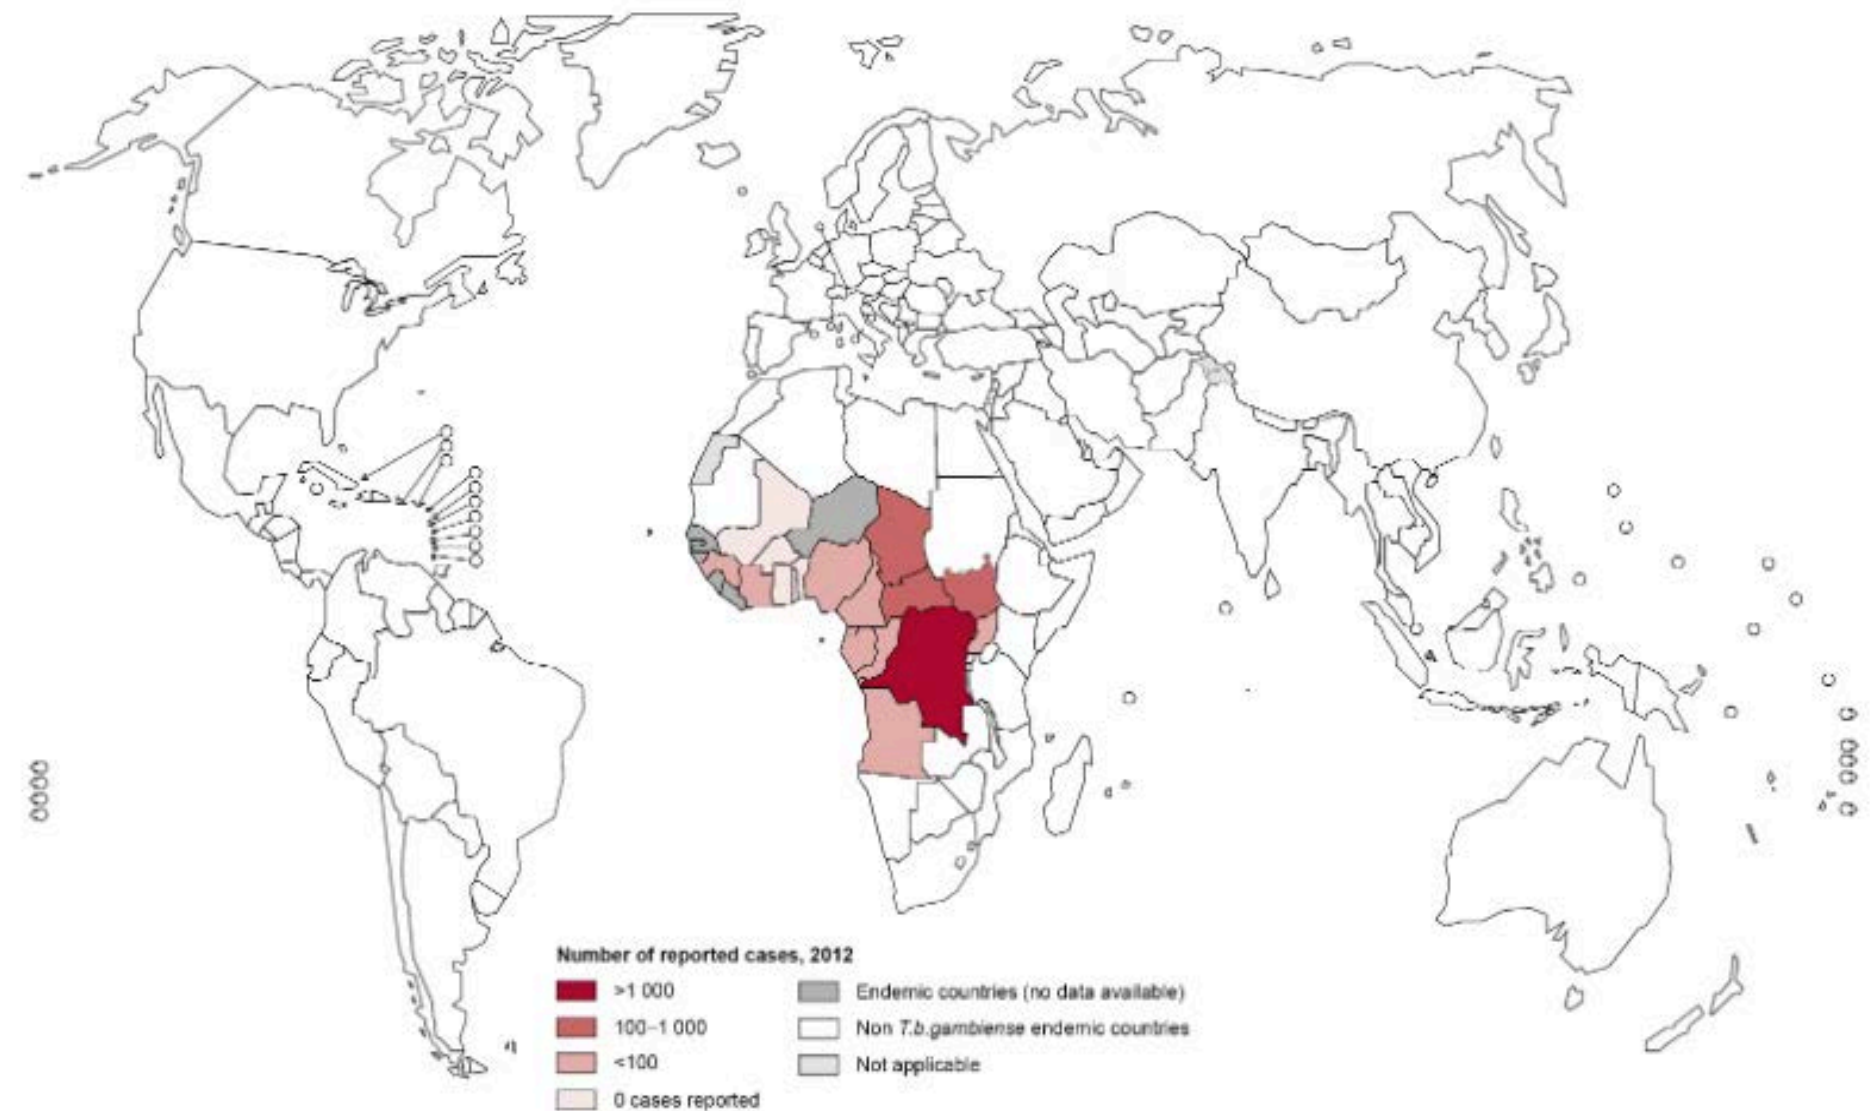 Number of reported cases, 2012
>1 000
100–1 000
<100
0 cases reported
Endemic countries (no data available)
Non T.b.gambiense endemic countries
Not applicable